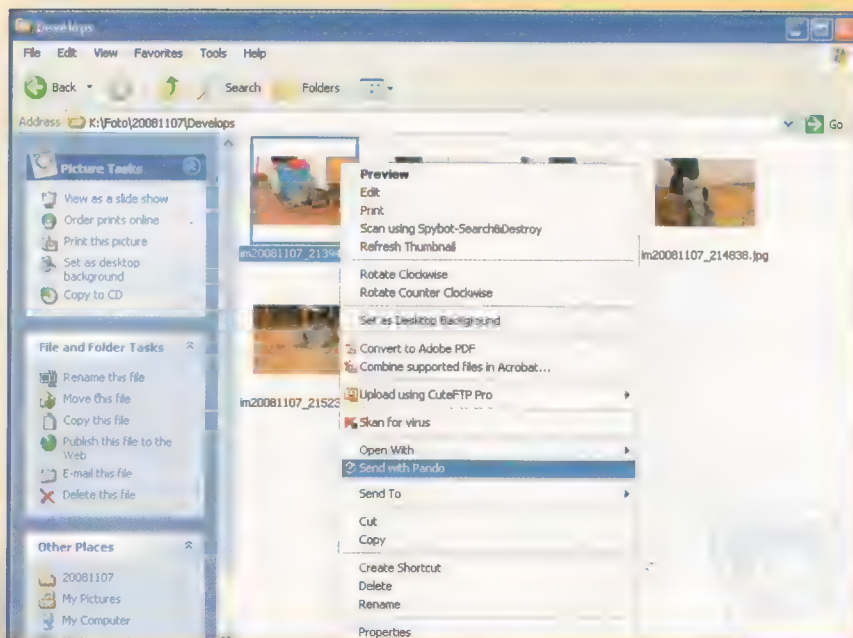 Develops
File Edit View Favorites Tools Help
Back Search Folders
Address K:\Foto\20081107\Develops Go
Picture Tasks
View as a slide show
Order prints online
Print this picture
Set as desktop background
Copy to CD
File and Folder Tasks
Rename this file
Move this file
Copy this file
Publish this file to the Web
E-mail this file
Delete this file
Other Places
20081107
My Pictures
My Computer
im20081107_2139
im20081107_214838.jpg
im20081107_21523
Preview
Edit
Print
Scan using Spybot-Search&Destroy
Refresh Thumbnail
Rotate Clockwise
Rotate Counter Clockwise
Set as Desktop Background
Convert to Adobe PDF
Combine supported files in Acrobat...
Upload using CuteFTP Pro
Skan for virus
Open With
Send with Pando
Send To
Cut
Copy
Create Shortcut
Delete
Rename
Properties